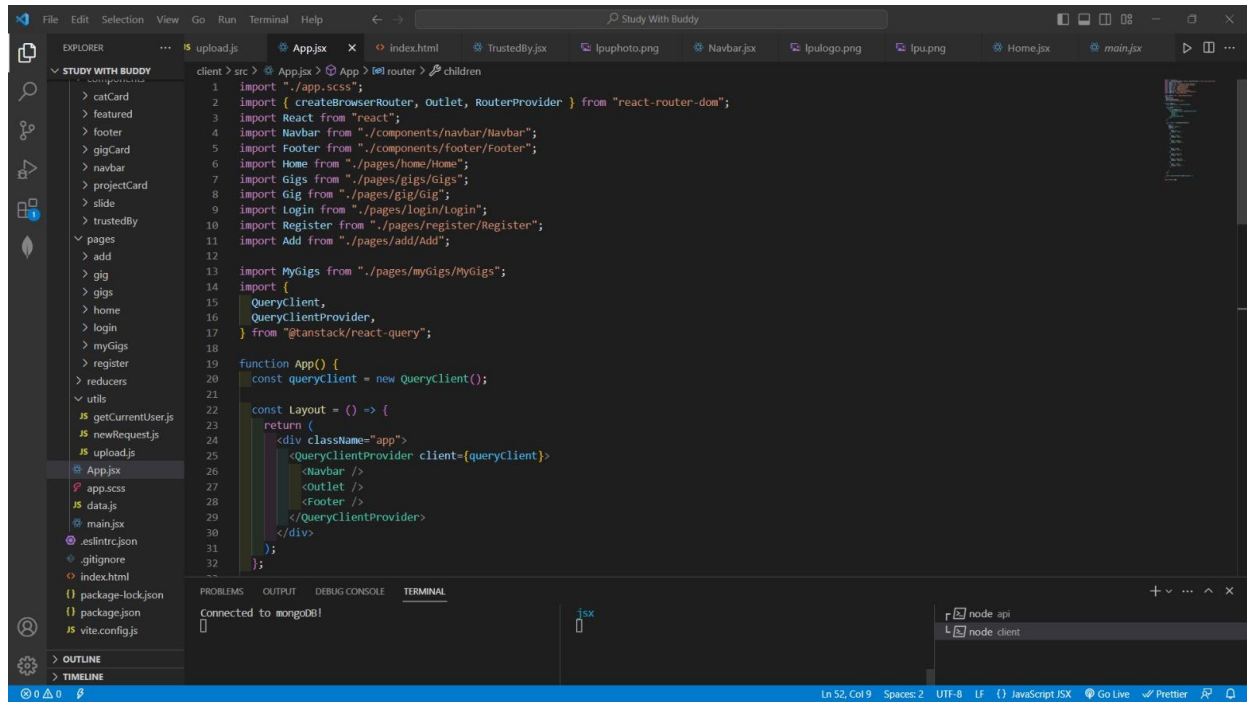 File Edit Selection View Go Run Terminal Help
Study With Buddy
EXPLORER
JS upload.js
App.jsx
index.html
TrustedBy.jsx
lpuphoto.png
Navbar.jsx
lpulogo.png
lpu.png
Home.jsx
main.jsx
STUDY WITH BUDDY
components
catCard
featured
footer
gigCard
navbar
projectCard
slide
trustedBy
pages
add
gig
gigs
home
login
myGigs
register
reducers
utils
JS getCurrentUser.js
JS newRequest.js
JS upload.js
App.jsx
app.scss
JS data.js
main.jsx
.eslintrc.json
.gitignore
index.html
{} package-lock.json
{} package.json
JS vite.config.js
OUTLINE
TIMELINE
client > src > App.jsx > App > router > children
1 import "./app.scss";
2 import { createBrowserRouter, Outlet, RouterProvider } from "react-router-dom";
3 import React from "react";
4 import Navbar from "./components/navbar/Navbar";
5 import Footer from "./components/footer/Footer";
6 import Home from "./pages/home/Home";
7 import Gigs from "./pages/gigs/Gigs";
8 import Gig from "./pages/gig/Gig";
9 import Login from "./pages/login/Login";
10 import Register from "./pages/register/Register";
11 import Add from "./pages/add/Add";
12
13 import MyGigs from "./pages/myGigs/MyGigs";
14 import {
15 QueryClient,
16 QueryClientProvider,
17 } from "@tanstack/react-query";
18
19 function App() {
20 const queryClient = new QueryClient();
21
22 const Layout = () => {
23 return (
24 <div className="app">
25 <QueryClientProvider client={queryClient}>
26 <Navbar />
27 <Outlet />
28 <Footer />
29 </QueryClientProvider>
30 </div>
31 );
32 };
PROBLEMS OUTPUT DEBUG CONSOLE TERMINAL
Connected to mongoDB!
jsx
node api
node client
0 0
Ln 52, Col 9 Spaces: 2 UTF-8 LF {} JavaScript JSX Go Live Prettier